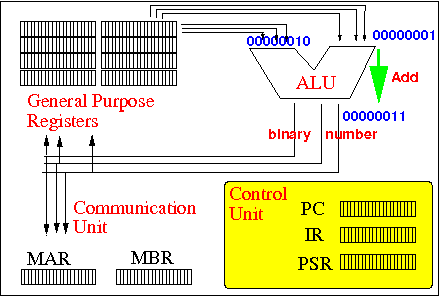 00000010
00000001
ALU
Add
General Purpose
Registers
00000011
binary number
Communication
Unit
Control
Unit
PC
IR
PSR
MAR
MBR